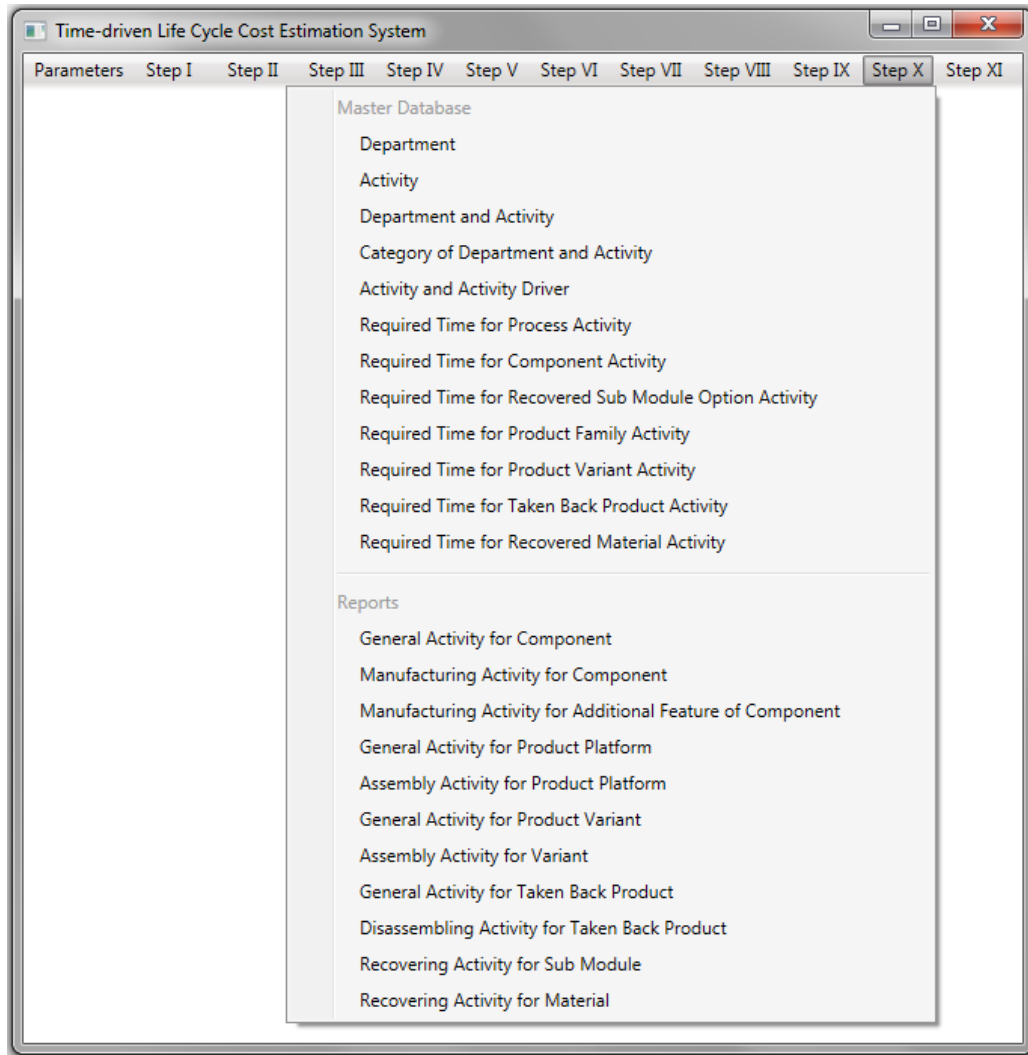 Time-driven Life Cycle Cost Estimation System
Parameters Step I Step II Step III Step IV Step V Step VI Step VII Step VIII Step IX Step X Step XI
Master Database
Department
Activity
Department and Activity
Category of Department and Activity
Activity and Activity Driver
Required Time for Process Activity
Required Time for Component Activity
Required Time for Recovered Sub Module Option Activity
Required Time for Product Family Activity
Required Time for Product Variant Activity
Required Time for Taken Back Product Activity
Required Time for Recovered Material Activity
Reports
General Activity for Component
Manufacturing Activity for Component
Manufacturing Activity for Additional Feature of Component
General Activity for Product Platform
Assembly Activity for Product Platform
General Activity for Product Variant
Assembly Activity for Variant
General Activity for Taken Back Product
Disassembling Activity for Taken Back Product
Recovering Activity for Sub Module
Recovering Activity for Material